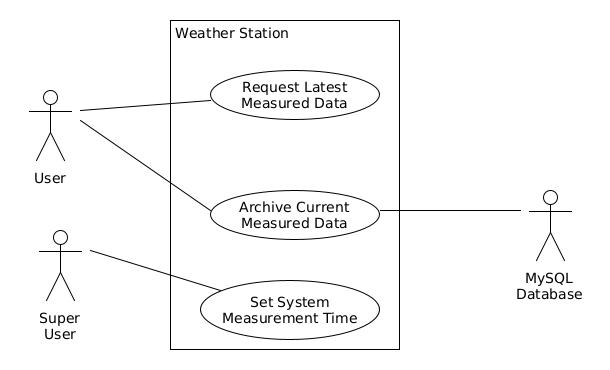 Weather Station
Request Latest
Measured Data
User
Archive Current
Measured Data
MySQL
Database
Super
User
Set System
Measurement Time